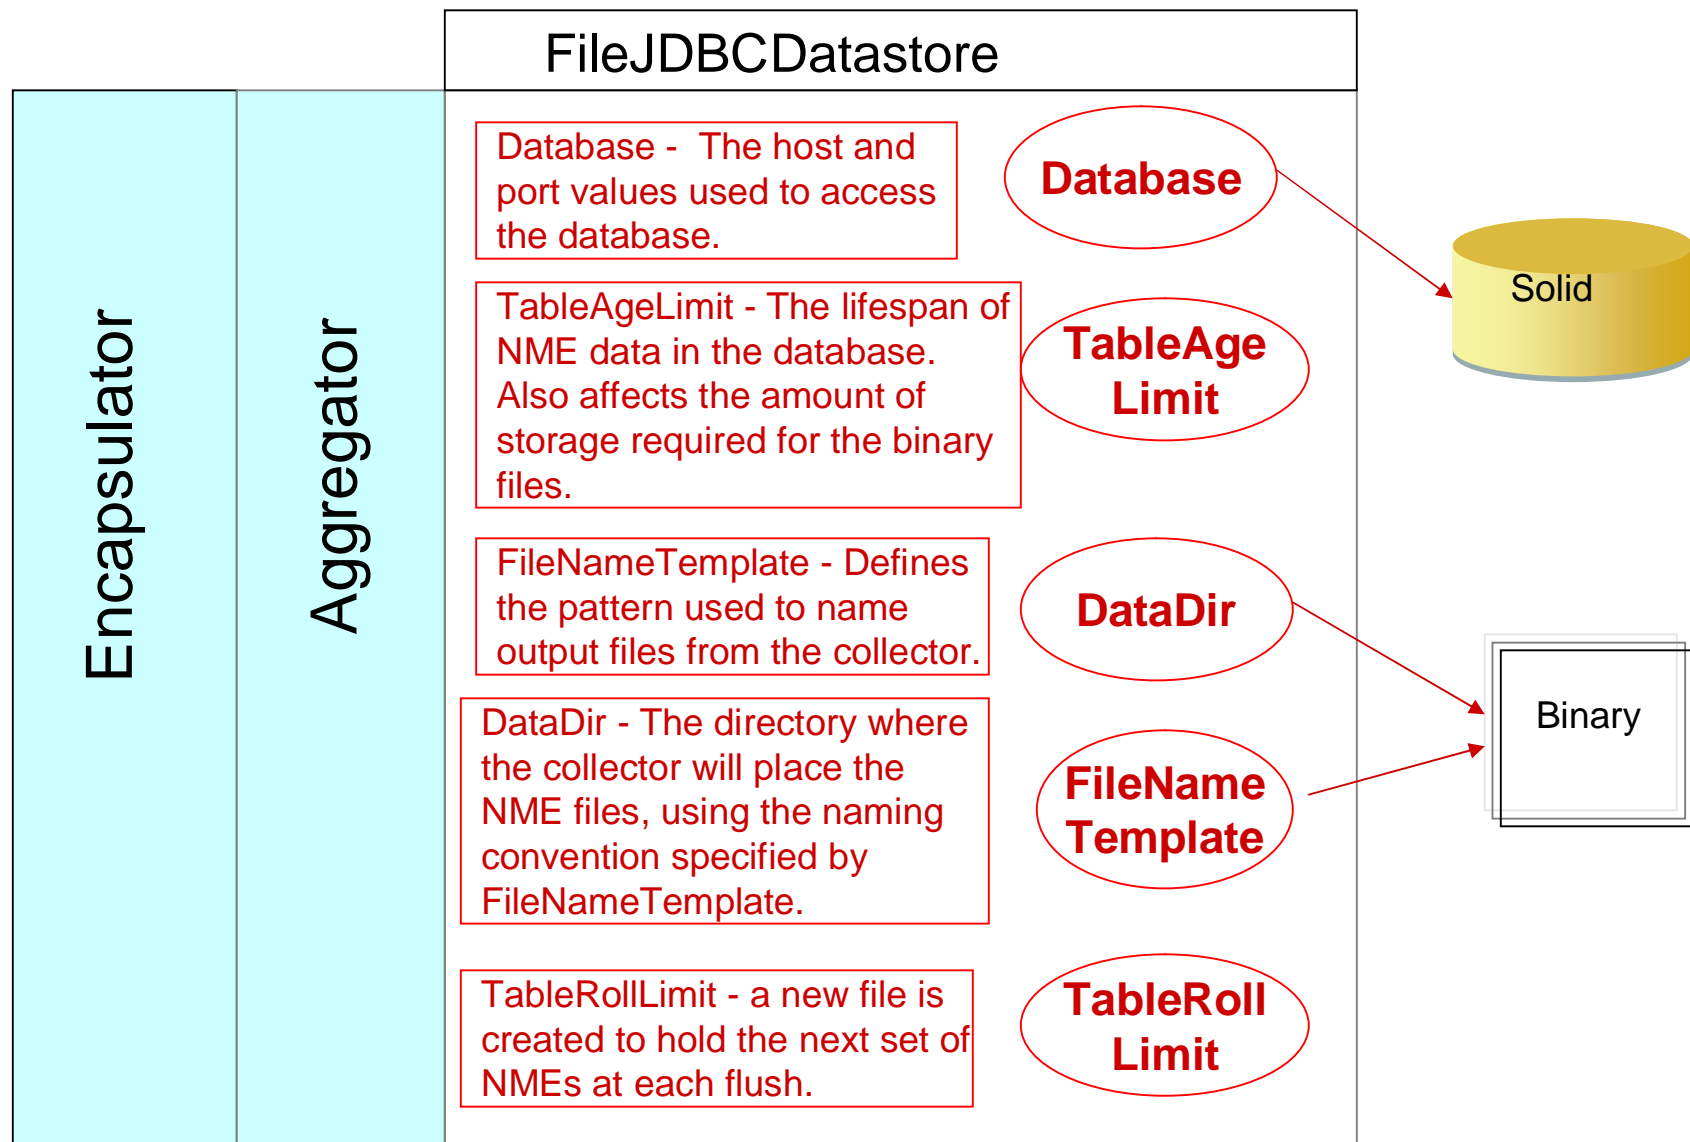 FileJDBCDatastore
Encapsulator
Aggregator
Database -  The host and
port values used to access
the database.
Database
Solid
TableAgeLimit - The lifespan of
NME data in the database.
Also affects the amount of
storage required for the binary
files.
TableAge
Limit
FileNameTemplate - Defines
the pattern used to name
output files from the collector.
DataDir
DataDir - The directory where
the collector will place the
NME files, using the naming
convention specified by
FileNameTemplate.
FileName
Template
Binary
TableRollLimit - a new file is
created to hold the next set of
NMEs at each flush.
TableRoll
Limit